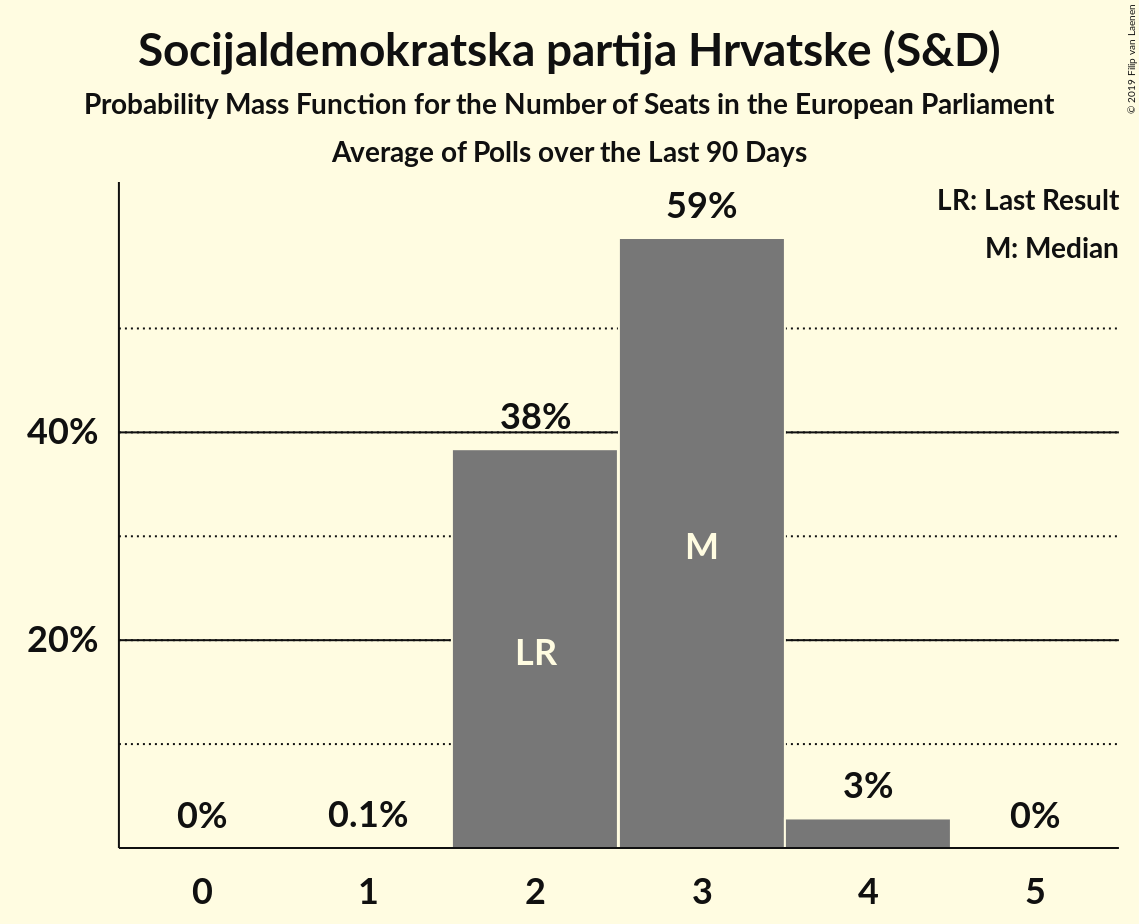 Socijaldemokratska partija Hrvatske (S&D)
Probability Mass Function for the Number of Seats in the European Parliament
Average of Polls over the Last 90 Days
© 2019 Filip van Laenen
LR: Last Result
M: Median
59%
40%
38%
M
20%
LR
0%
0.1%
3%
0%
0
1
2
3
4
5